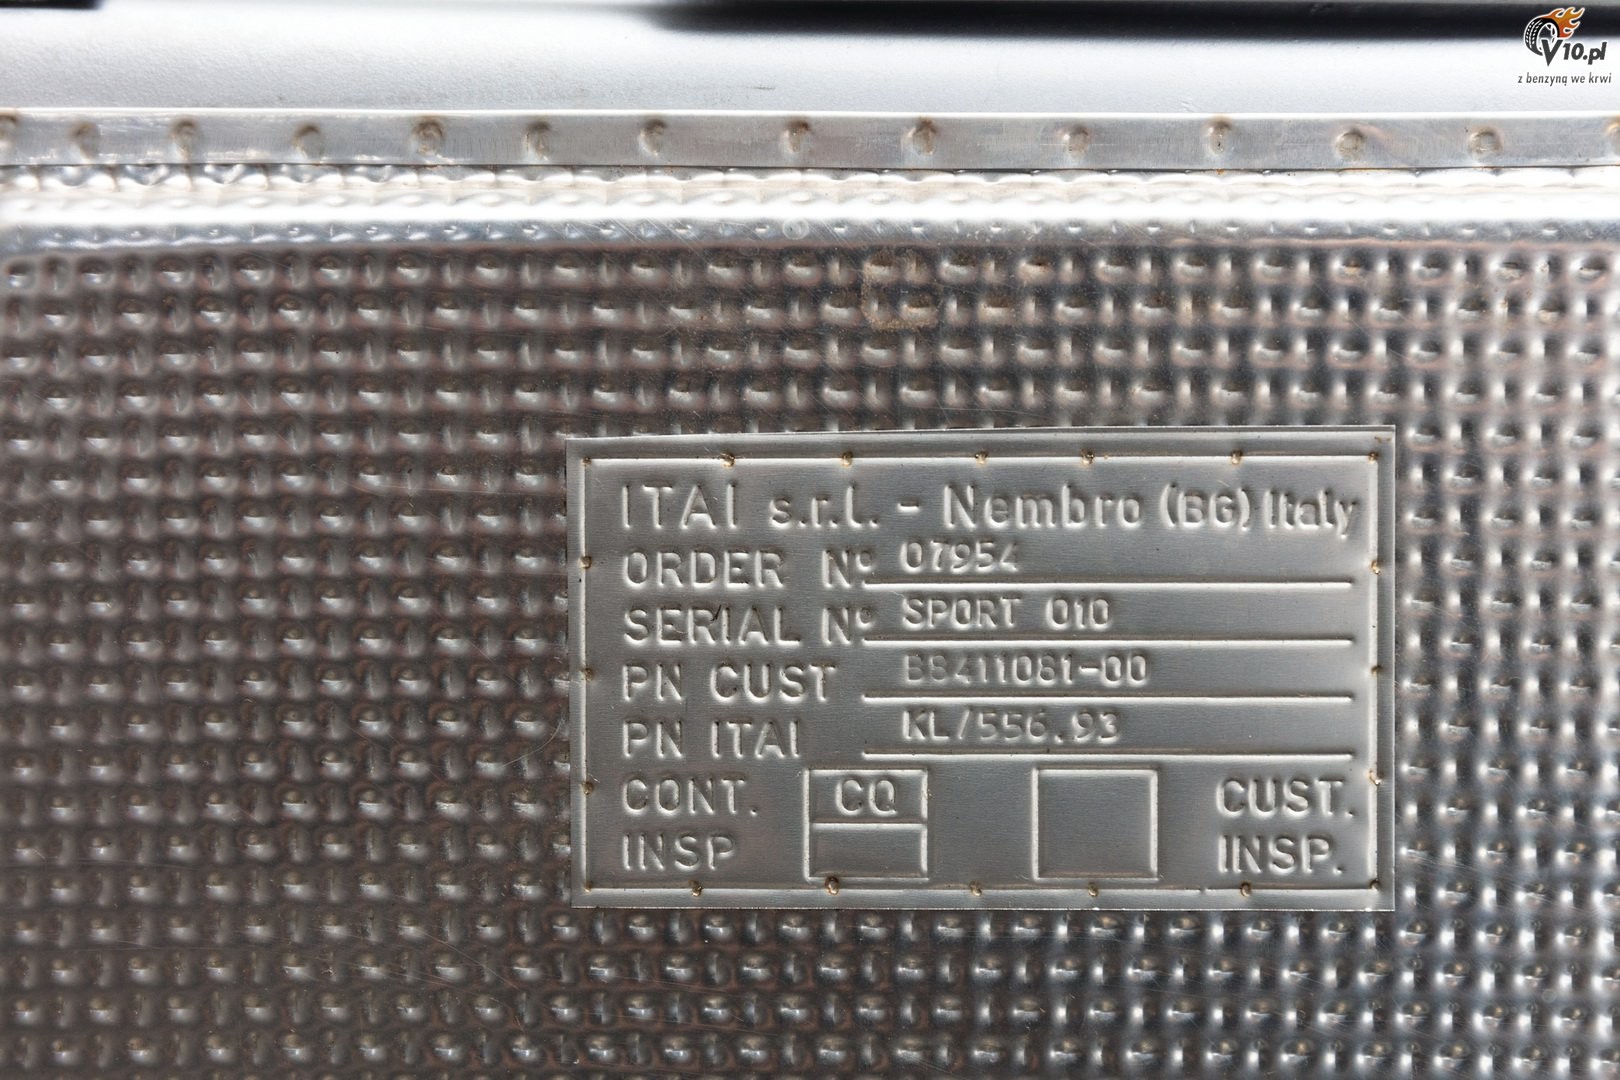 V10.pl
z benzyną we krwi
ITAI s.r.l. - Nembro (BG) Italy
ORDER Nº 07954
SERIAL Nº SPORT 010
PN CUST BB411081-00
PN ITAI KL/556.93
CONT. CQ CUST.
INSP INSP.